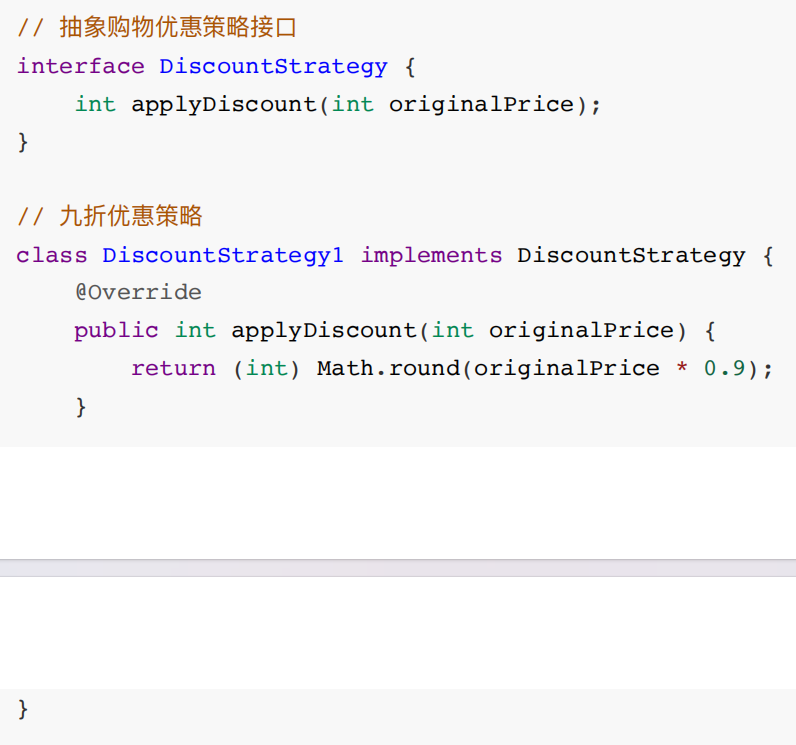 // 抽象购物优惠策略接口
interface DiscountStrategy {
    int applyDiscount(int originalPrice);
}
// 九折优惠策略
class DiscountStrategy1 implements DiscountStrategy {
    @Override
    public int applyDiscount(int originalPrice) {
        return (int) Math.round(originalPrice * 0.9);
    }
}